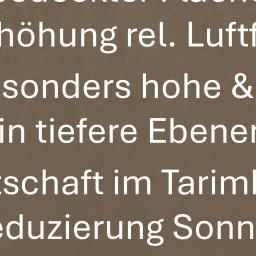 höhung rel. Luftf
sonders hohe &
in tiefere Ebene
tschaft im Tarim
eduzierung Sonn